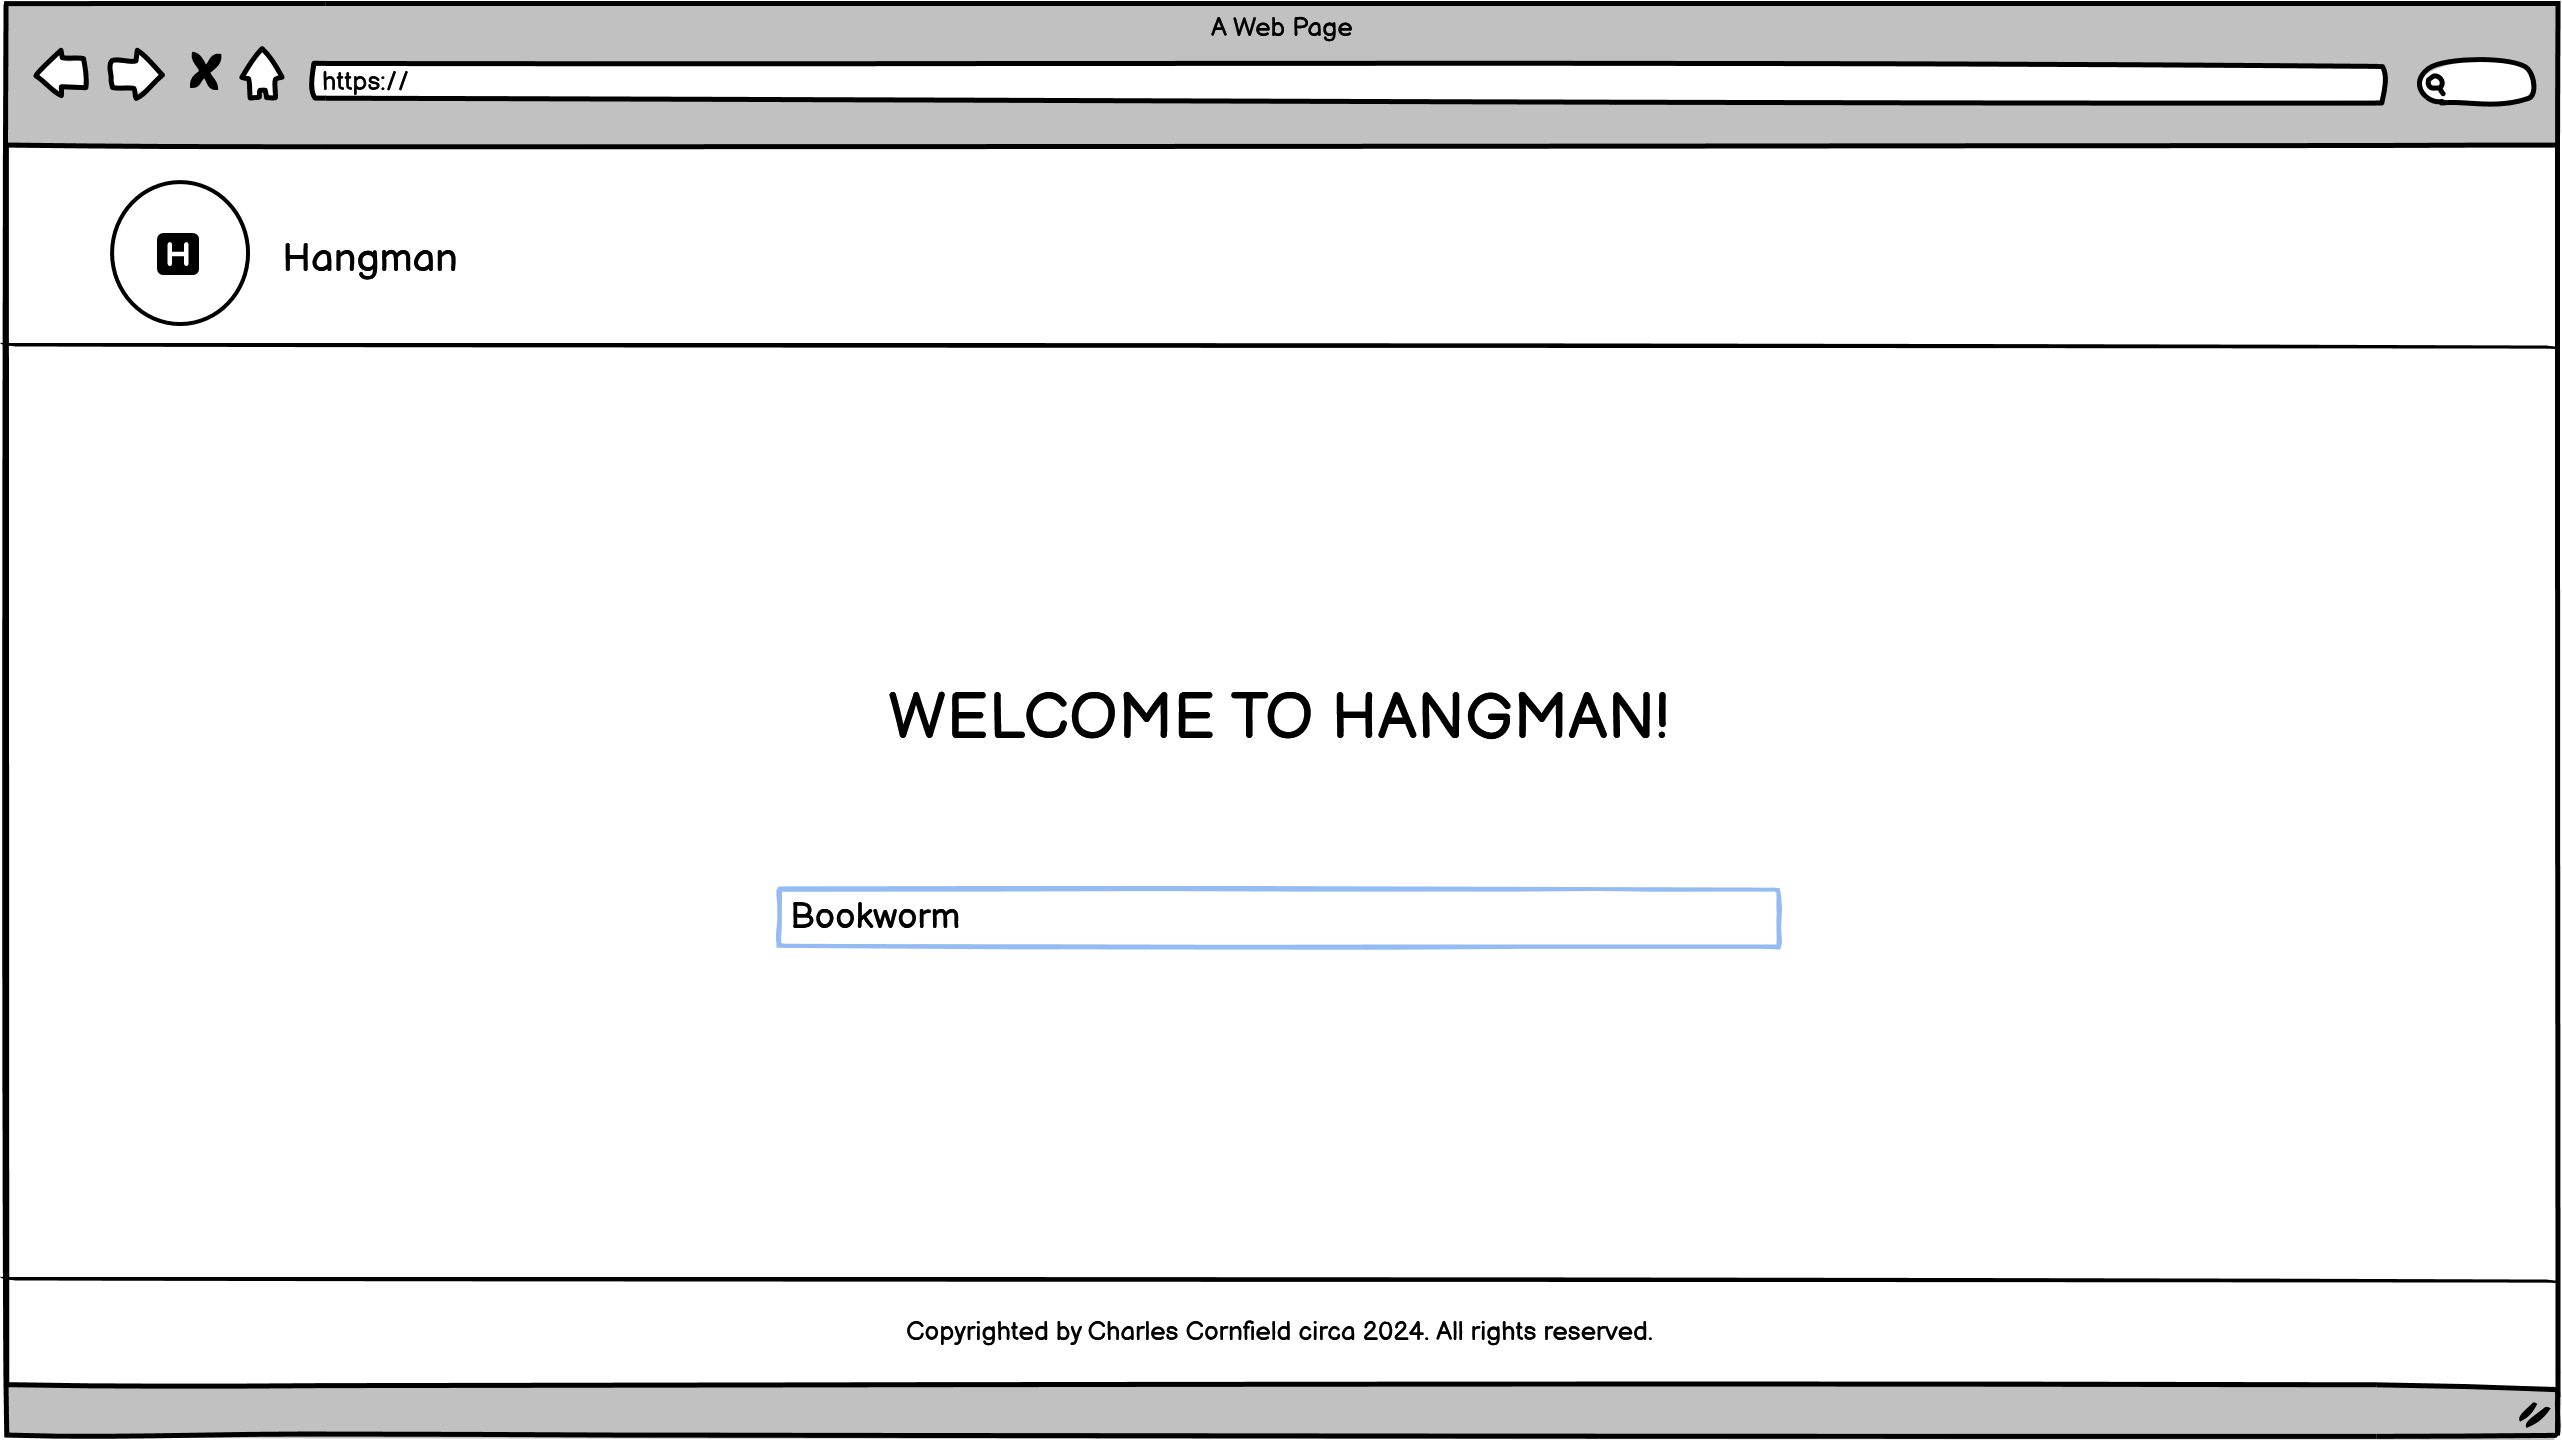 A Web Page
https://
H
Hangman
WELCOME TO HANGMAN!
Bookworm
Copyrighted by Charles Cornfield circa 2024. All rights reserved.